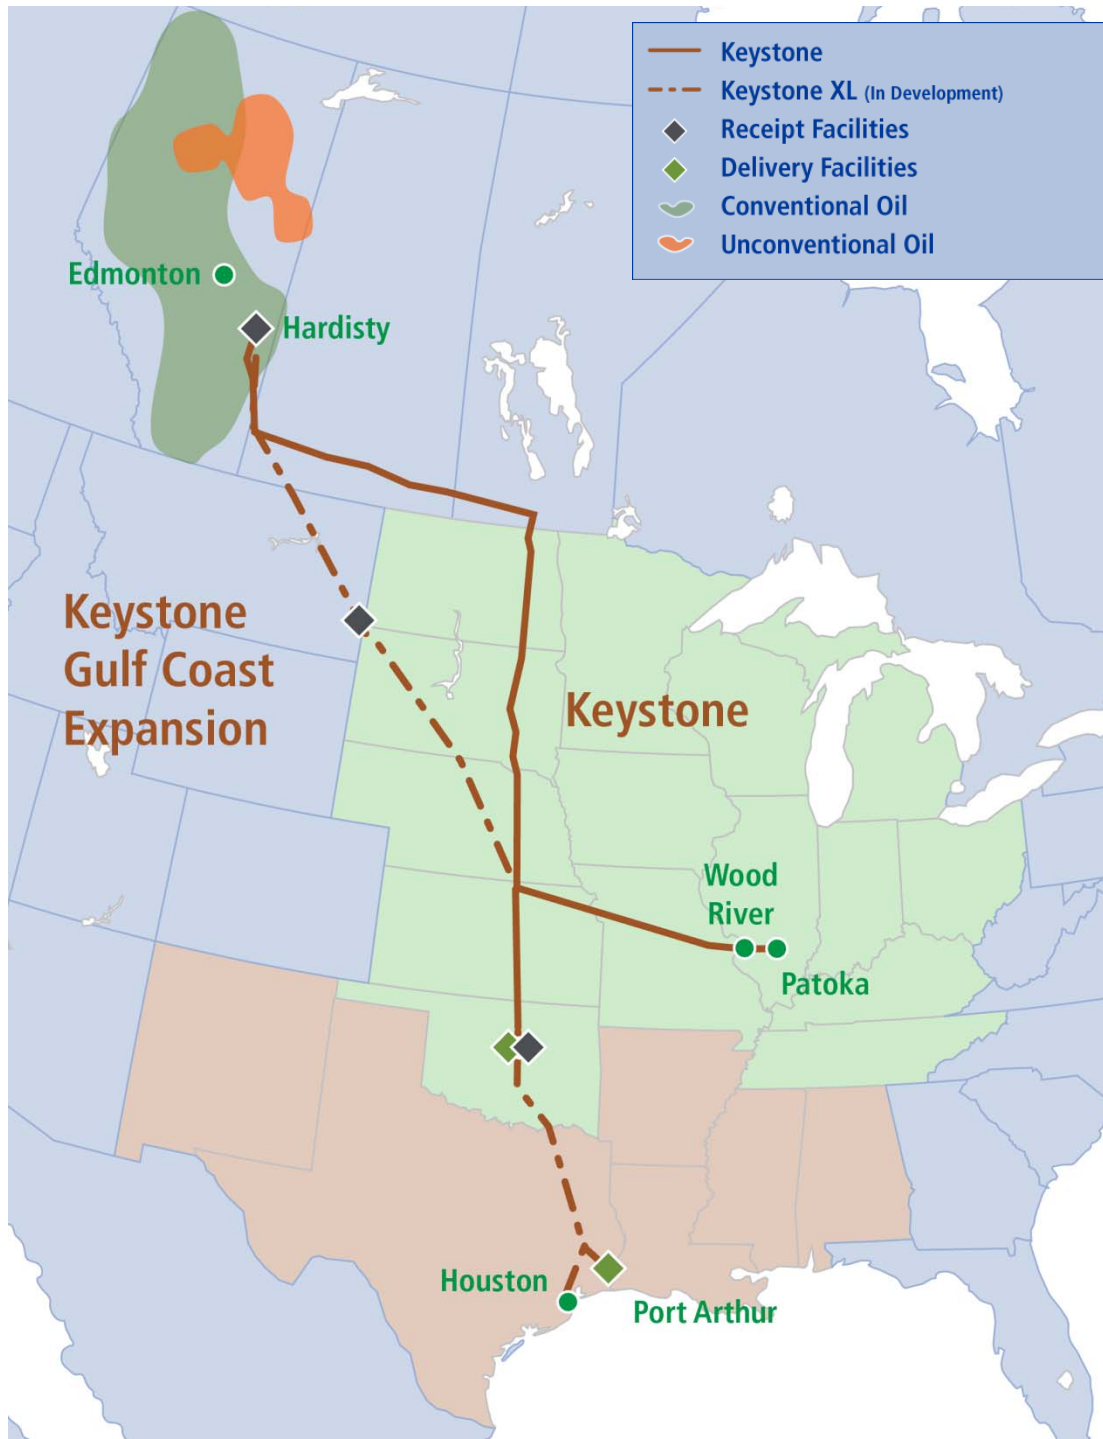 Keystone
Keystone XL (In Development)
Receipt Facilities
Delivery Facilities
Conventional Oil
Unconventional Oil
Edmonton
Hardisty
Keystone
Gulf Coast
Expansion
Keystone
Wood
River
Patoka
Houston
Port Arthur